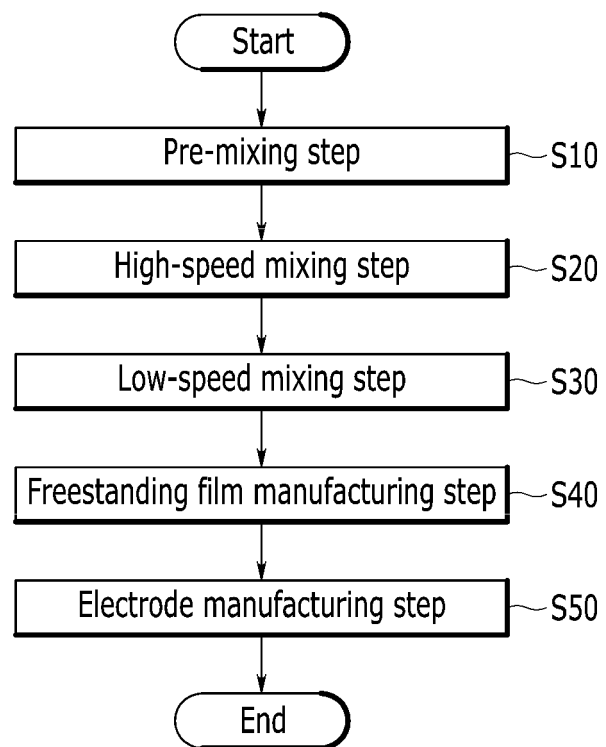 Start
Pre-mixing step S10
High-speed mixing step S20
Low-speed mixing step S30
Freestanding film manufacturing step S40
Electrode manufacturing step S50
End